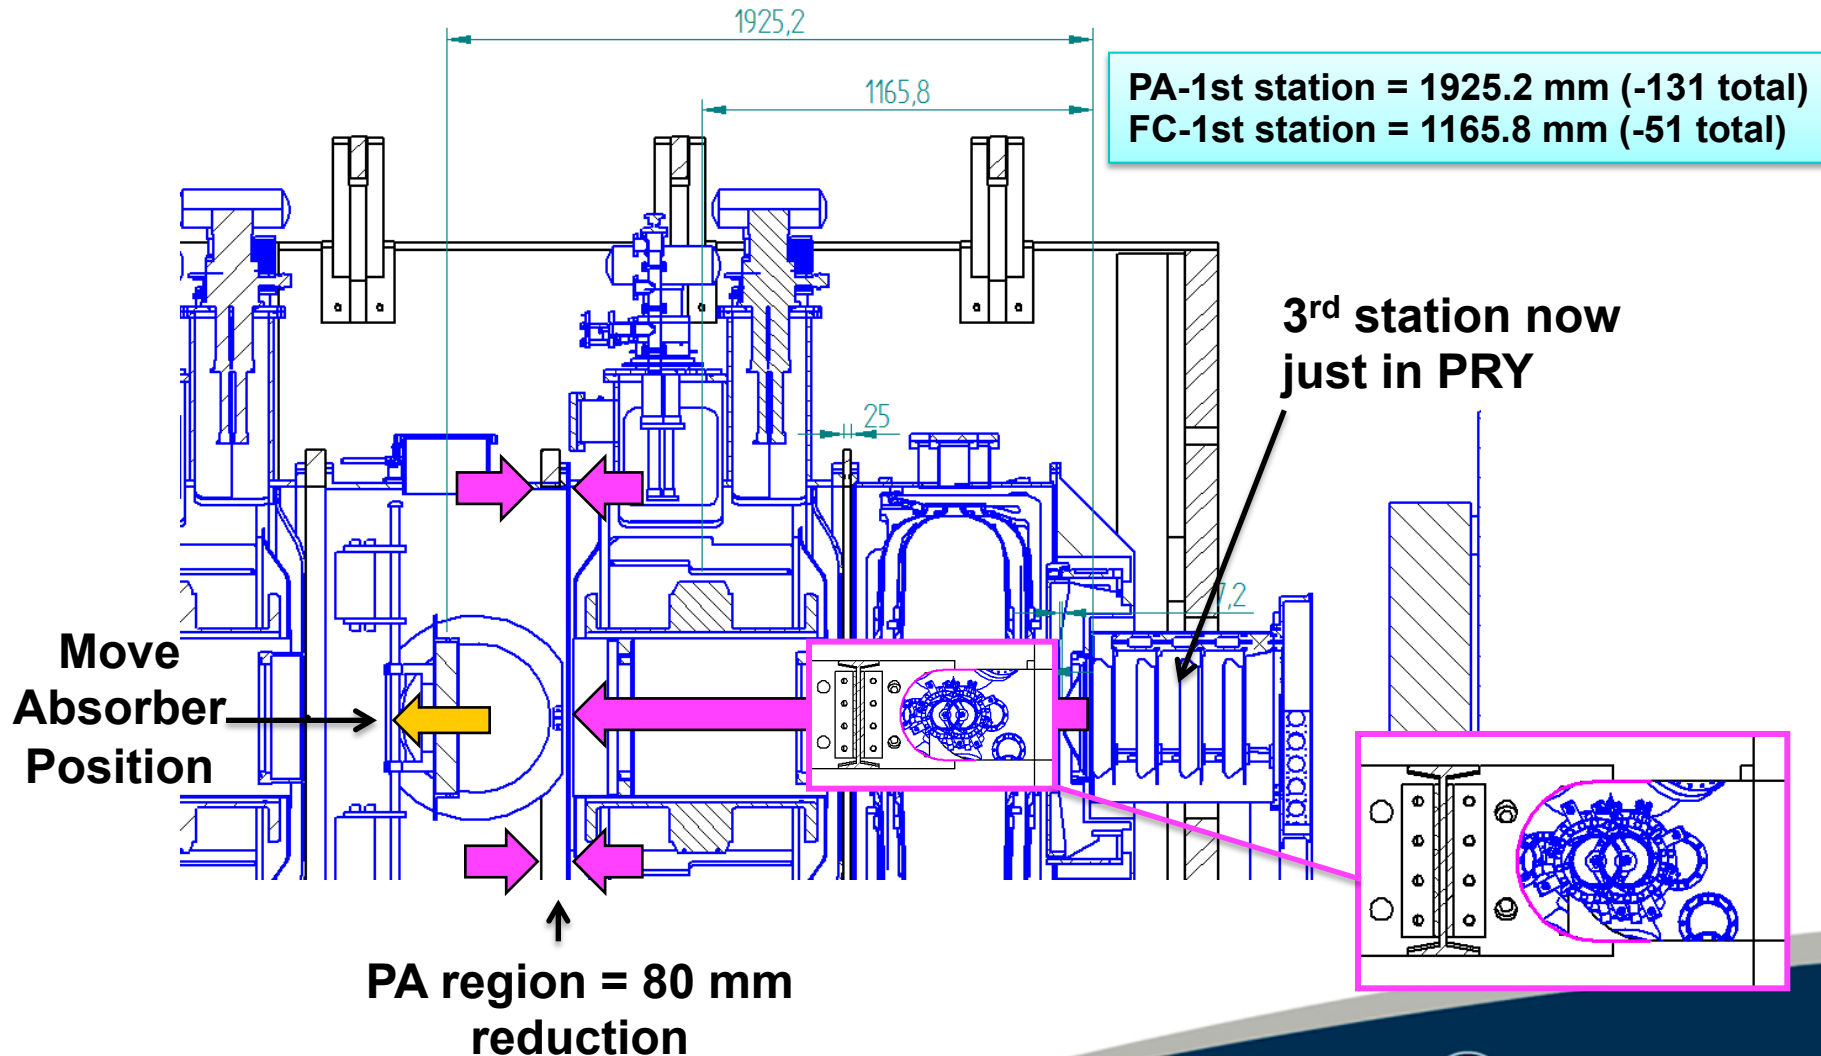 1925,2
1165,8
PA-1st station = 1925.2 mm (-131 total)
FC-1st station = 1165.8 mm (-51 total)
3rd station now
just in PRY
25
7,2
Move
Absorber
Position
PA region = 80 mm
reduction